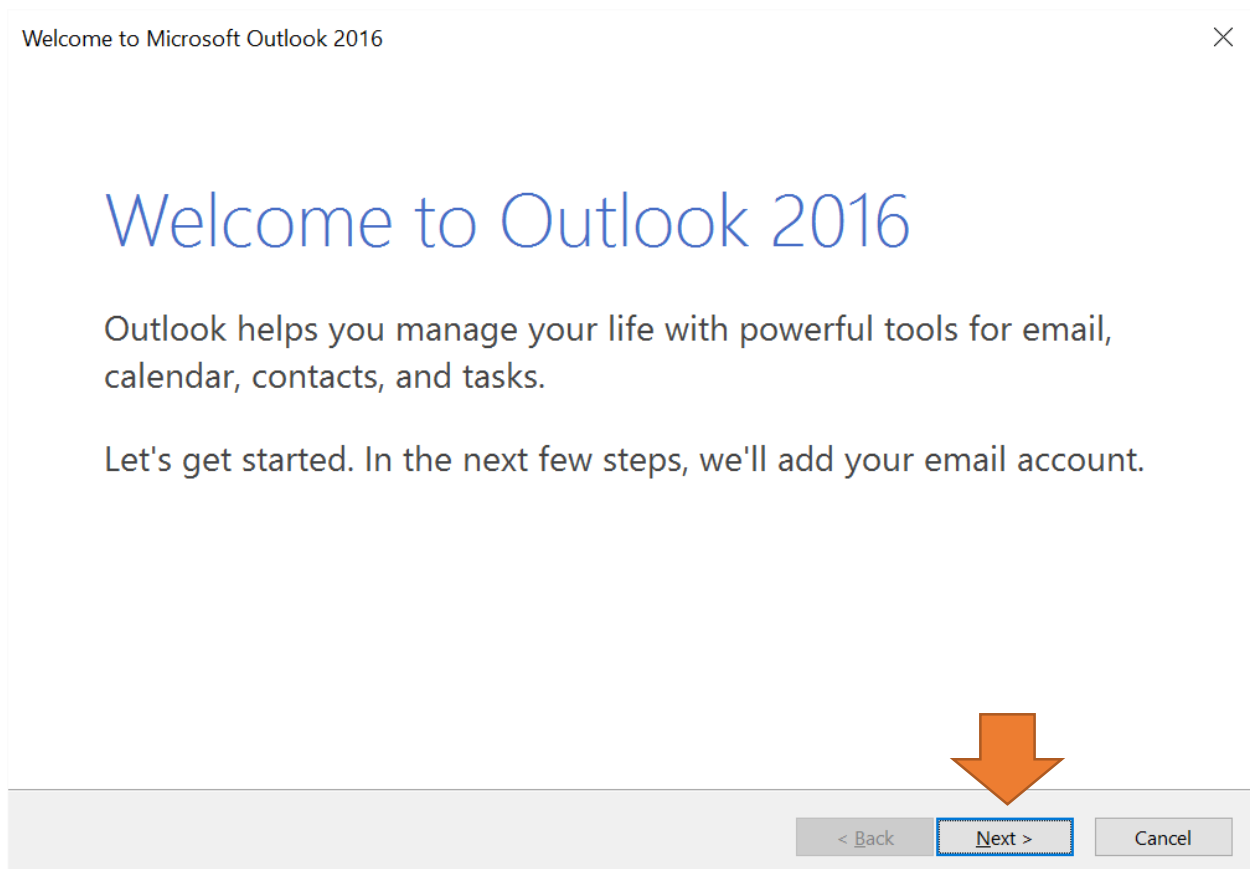 Welcome to Microsoft Outlook 2016
Welcome to Outlook 2016
Outlook helps you manage your life with powerful tools for email,
calendar, contacts, and tasks.
Let's get started. In the next few steps, we'll add your email account.
< Back
Next >
Cancel